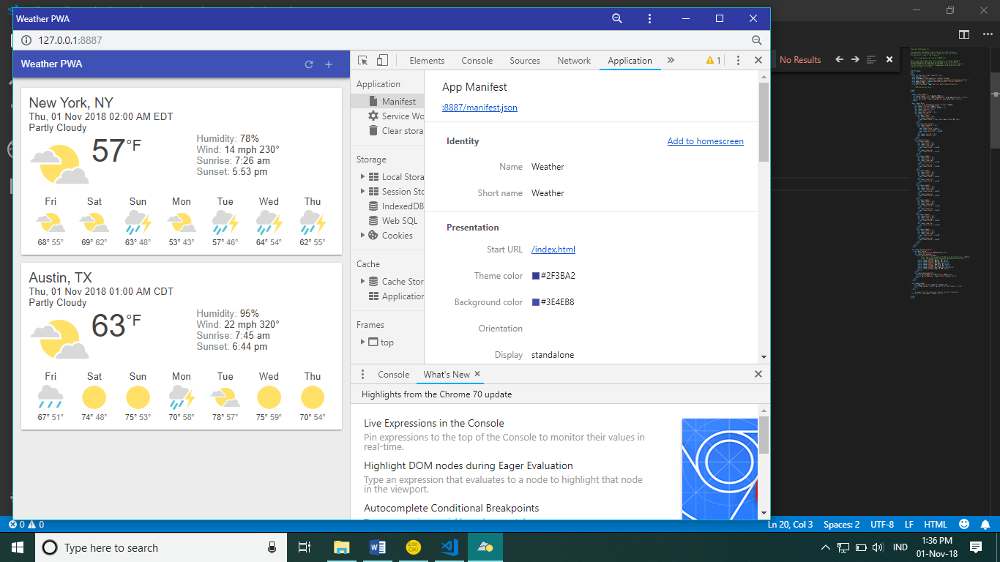 Weather PWA
127.0.0.1:8887
Weather PWA
New York, NY
Thu, 01 Nov 2018 02:00 AM EDT
Partly Cloudy
57°F
Humidity: 78%
Wind: 14 mph 230°
Sunrise: 7:26 am
Sunset: 5:53 pm
Fri Sat Sun Mon Tue Wed Thu
68° 55° 69° 62° 63° 48° 53° 43° 57° 46° 64° 54° 62° 55°
Austin, TX
Thu, 01 Nov 2018 01:00 AM CDT
Partly Cloudy
63°F
Humidity: 95%
Wind: 22 mph 320°
Sunrise: 7:45 am
Sunset: 6:44 pm
Fri Sat Sun Mon Tue Wed Thu
67° 51° 74° 48° 75° 53° 70° 58° 78° 57° 75° 59° 70° 54°
Elements Console Sources Network Application » 1
Application
Manifest
Service Wo
Clear stora
Storage
Local Stora
Session Sto
IndexedDB
Web SQL
Cookies
Cache
Cache Stor
Application
Frames
top
App Manifest
:8887/manifest.json
Identity Add to homescreen
Name Weather
Short name Weather
Presentation
Start URL /index.html
Theme color #2F3BA2
Background color #3E4EB8
Orientation
Display standalone
Console What's New
Highlights from the Chrome 70 update
Live Expressions in the Console
Pin expressions to the top of the Console to monitor their values in
real-time.
Highlight DOM nodes during Eager Evaluation
Type an expression that evaluates to a node to highlight that node
in the viewport.
Autocomplete Conditional Breakpoints
No Results
0 0
Ln 20, Col 3 Spaces: 2 UTF-8 LF HTML
Type here to search
IND
1:36 PM
01-Nov-18